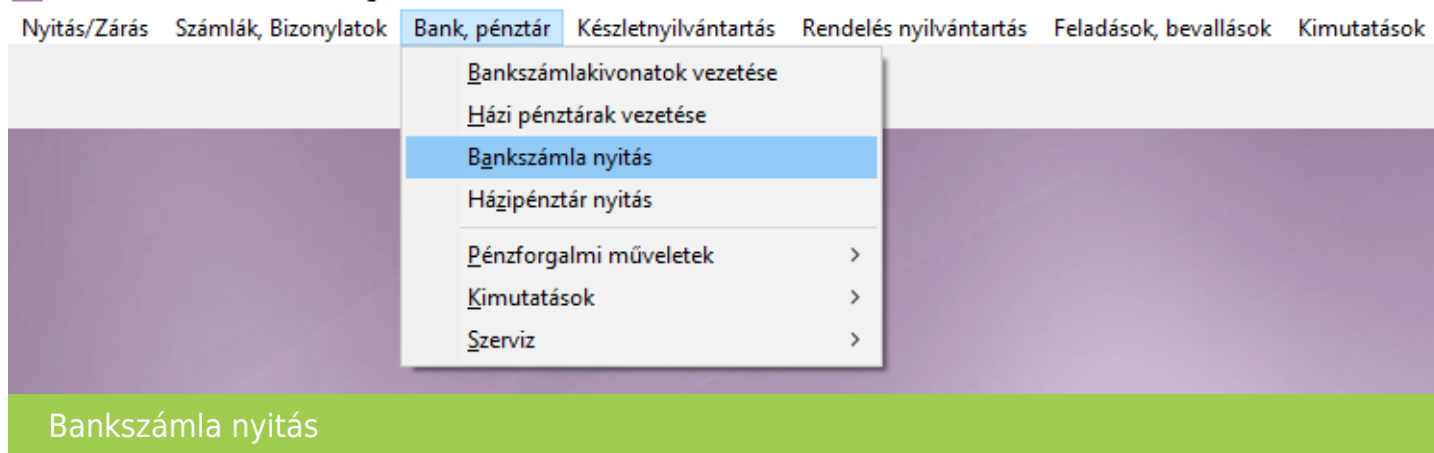 Nyitás/Zárás Számlák, Bizonylatok Bank, pénztár Készletnyilvántartás Rendelés nyilvántartás Feladások, bevallások Kimutatások
Bankszámlakivonatok vezetése
Házi pénztárak vezetése
Bankszámla nyitás
Házipénztár nyitás
Pénzforgalmi műveletek >
Kimutatások >
Szerviz >
Bankszámla nyitás